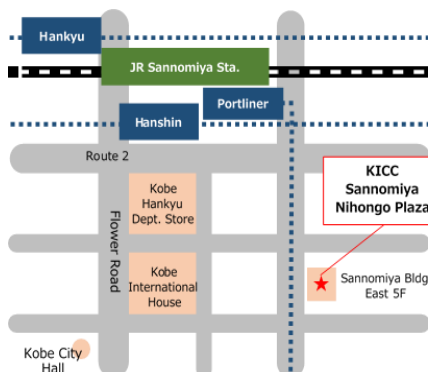 Hankyu
JR Sannomiya Sta.
Portliner
Hanshin
Route 2
KICC
Sannomiya
Nihongo Plaza
Kobe
Hankyu
Dept. Store
Flower Road
Kobe
International
House
Sannomiya Bldg
East 5F
Kobe City
Hall